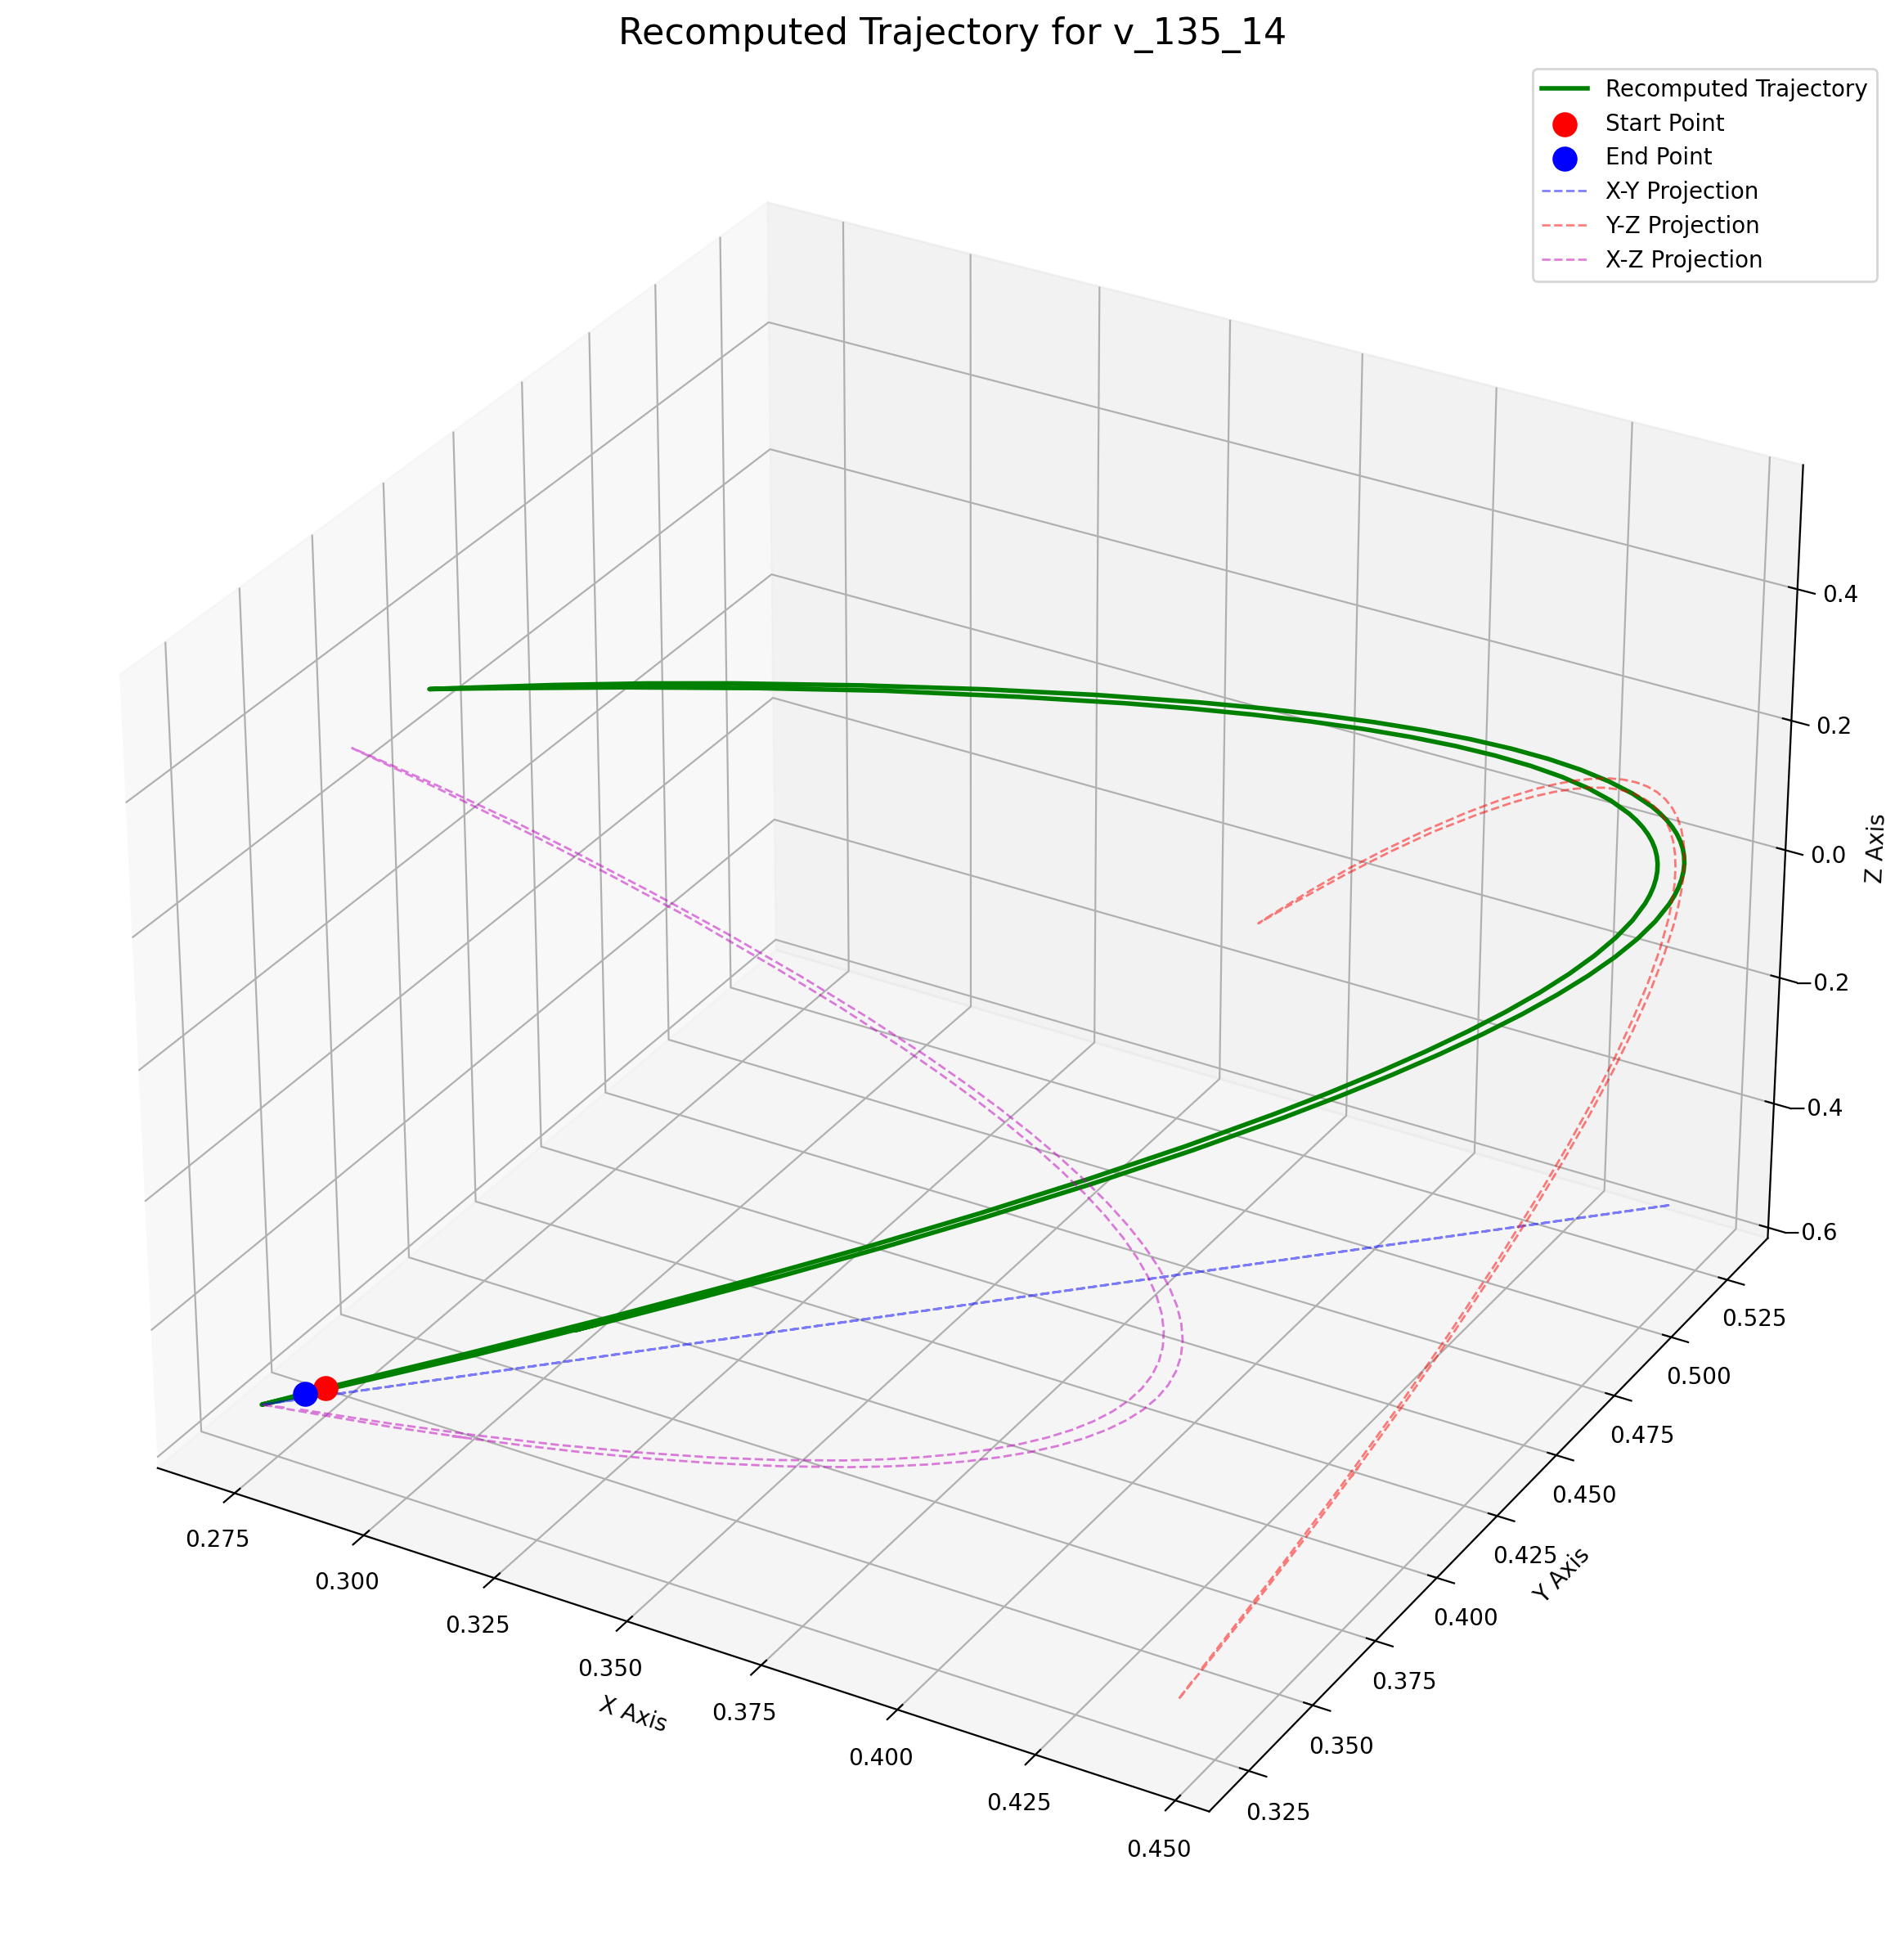 Recomputed Trajectory for v_135_14
Recomputed Trajectory
Start Point
End Point
X-Y Projection
Y-Z Projection
X-Z Projection
0.4
0.2
0.0
−0.2
−0.4
−0.6
Z Axis
0.525
0.500
0.475
0.450
0.425
0.400
0.375
0.350
0.325
Y Axis
0.275
0.300
0.325
0.350
0.375
0.400
0.425
0.450
X Axis